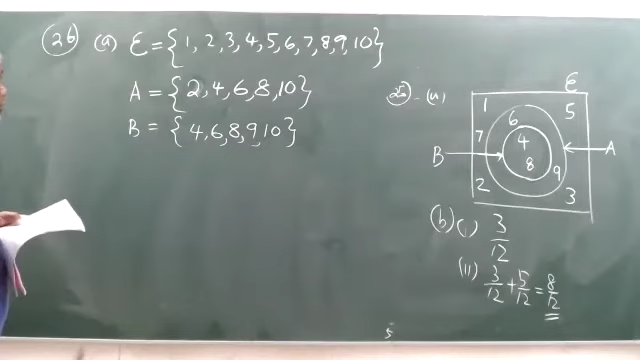 (26) (a) ℰ = {1, 2, 3, 4, 5, 6, 7, 8, 9, 10}
A = {2, 4, 6, 8, 10}
B = {4, 6, 8, 9, 10}
25 - (a)
ℰ
1 5
6
7 4
B A
8 9
2 3
(b) (i) 3/12
(ii) 3/12 + 5/12 = 8/12